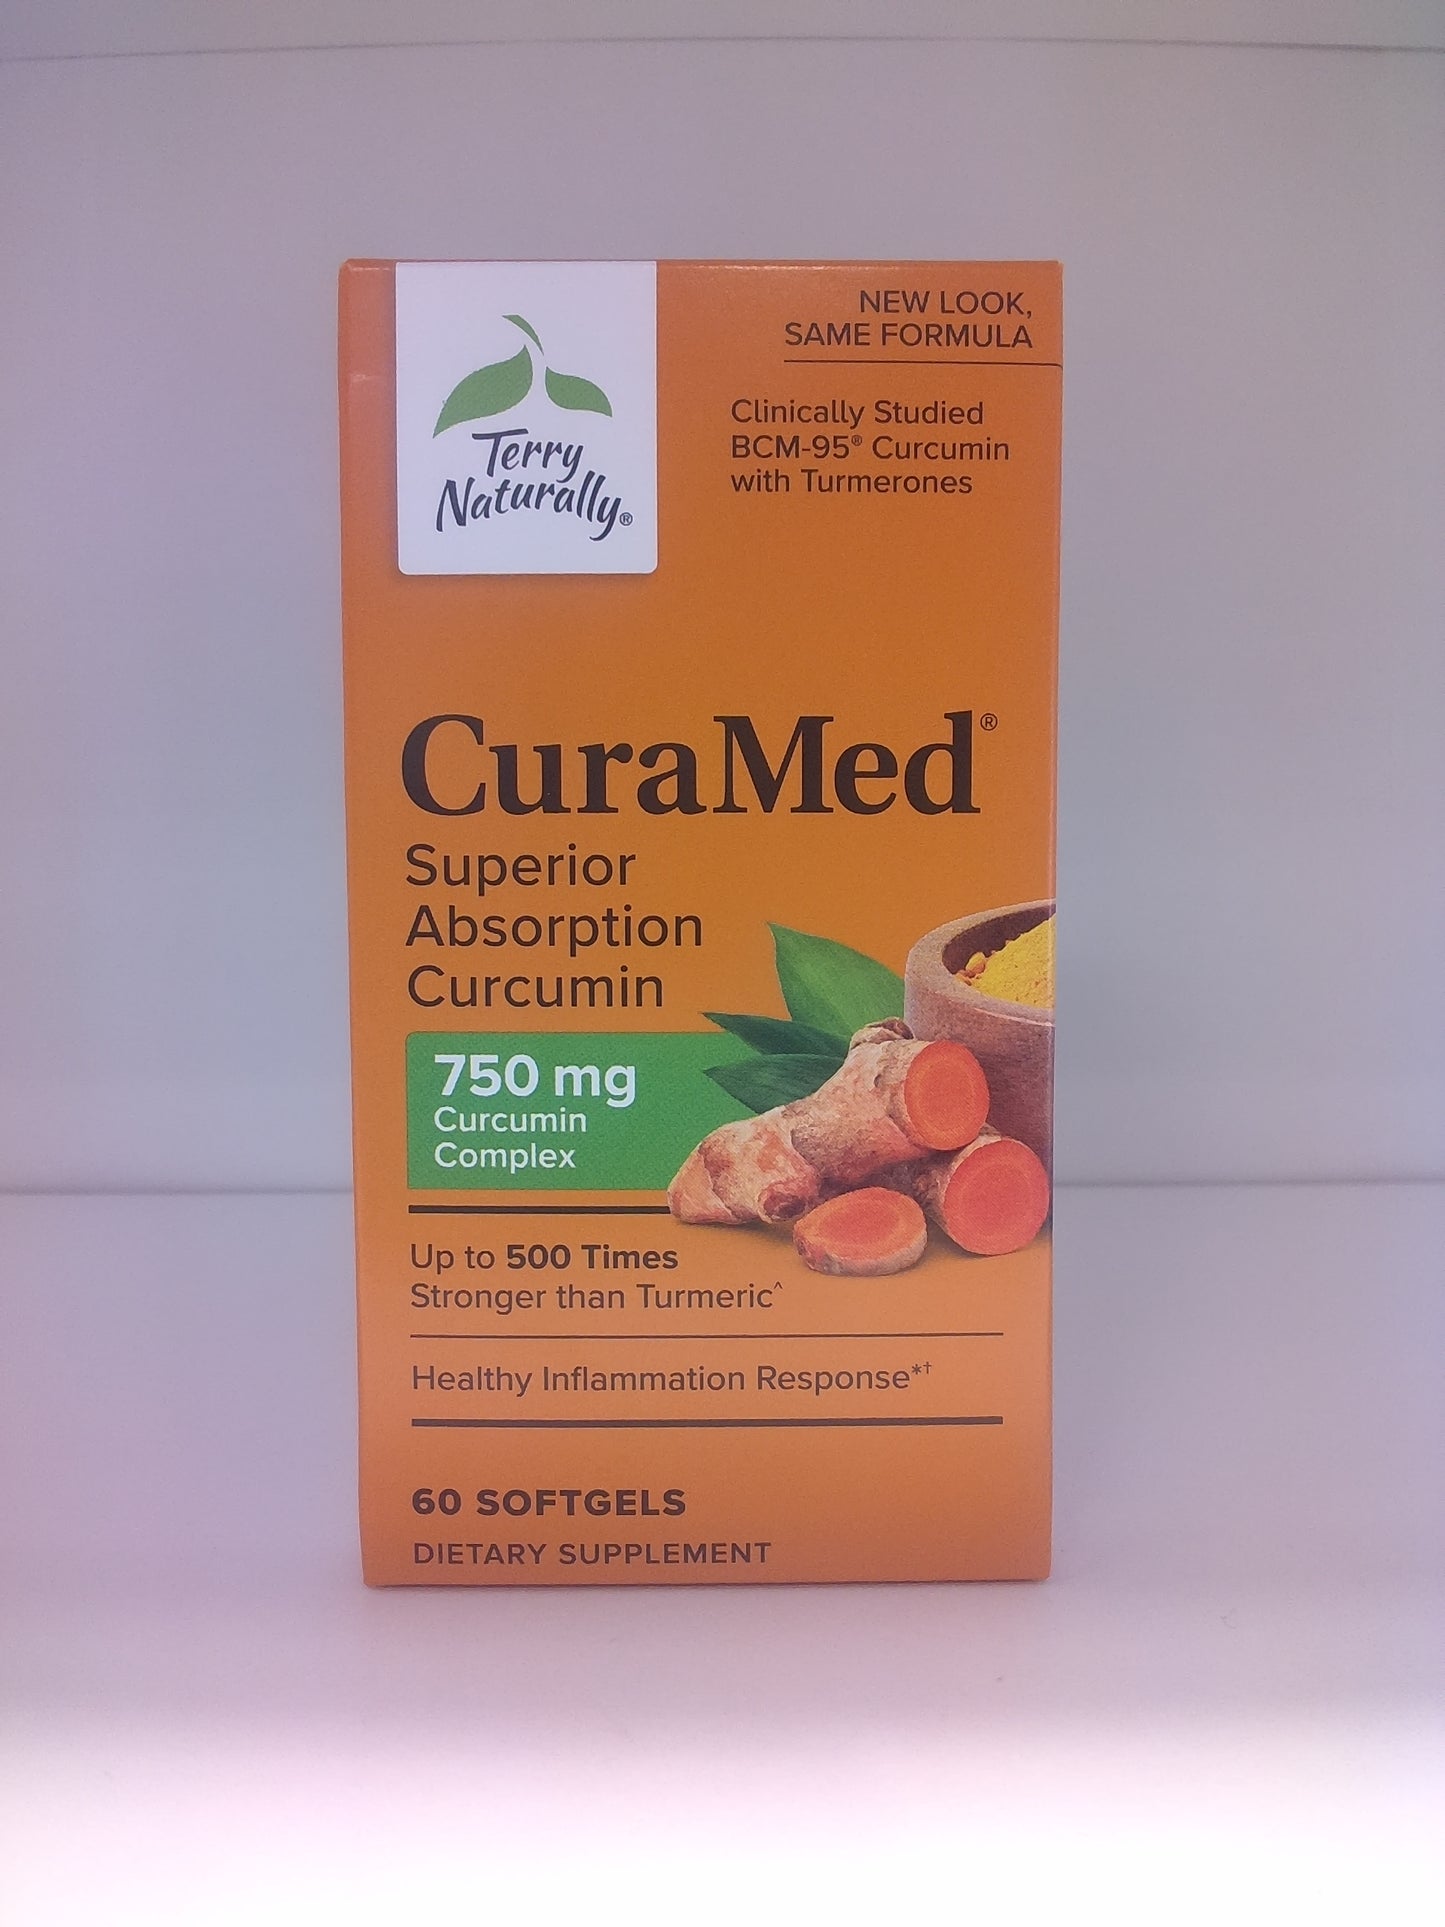 Terry
Naturally®
NEW LOOK,
SAME FORMULA
Clinically Studied
BCM-95® Curcumin
with Turmerones
CuraMed®
Superior
Absorption
Curcumin
750 mg
Curcumin
Complex
Up to 500 Times
Stronger than Turmeric^
Healthy Inflammation Response*†
60 SOFTGELS
DIETARY SUPPLEMENT